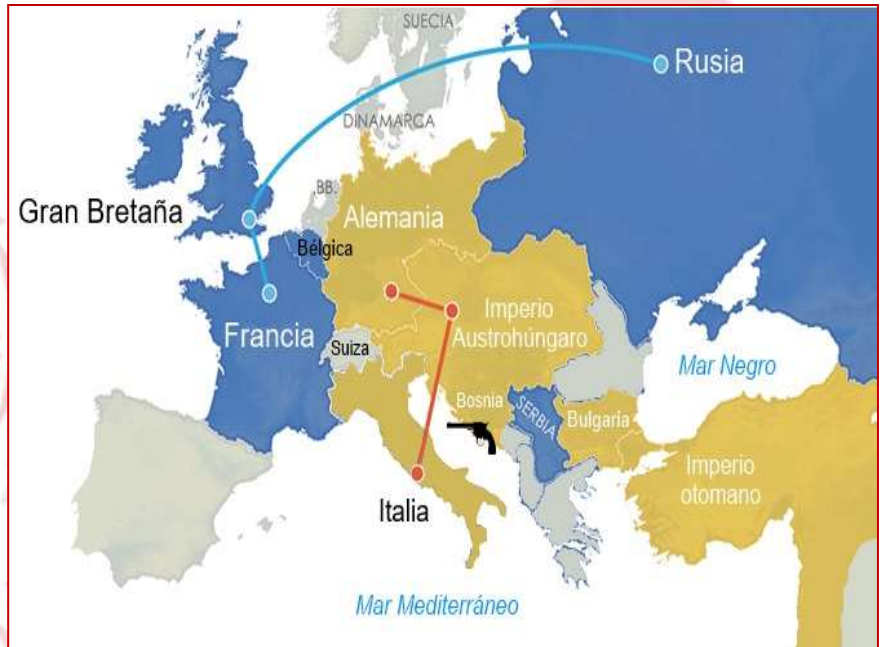 SUECIA
Rusia
DINAMARCA
.BB.
Gran Bretaña
Alemania
Bélgica
Francia
Suiza
Imperio
Austrohúngaro
Mar Negro
Bosnia
SERBIA
Bulgaria
Imperio
otomano
Italia
Mar Mediterráneo